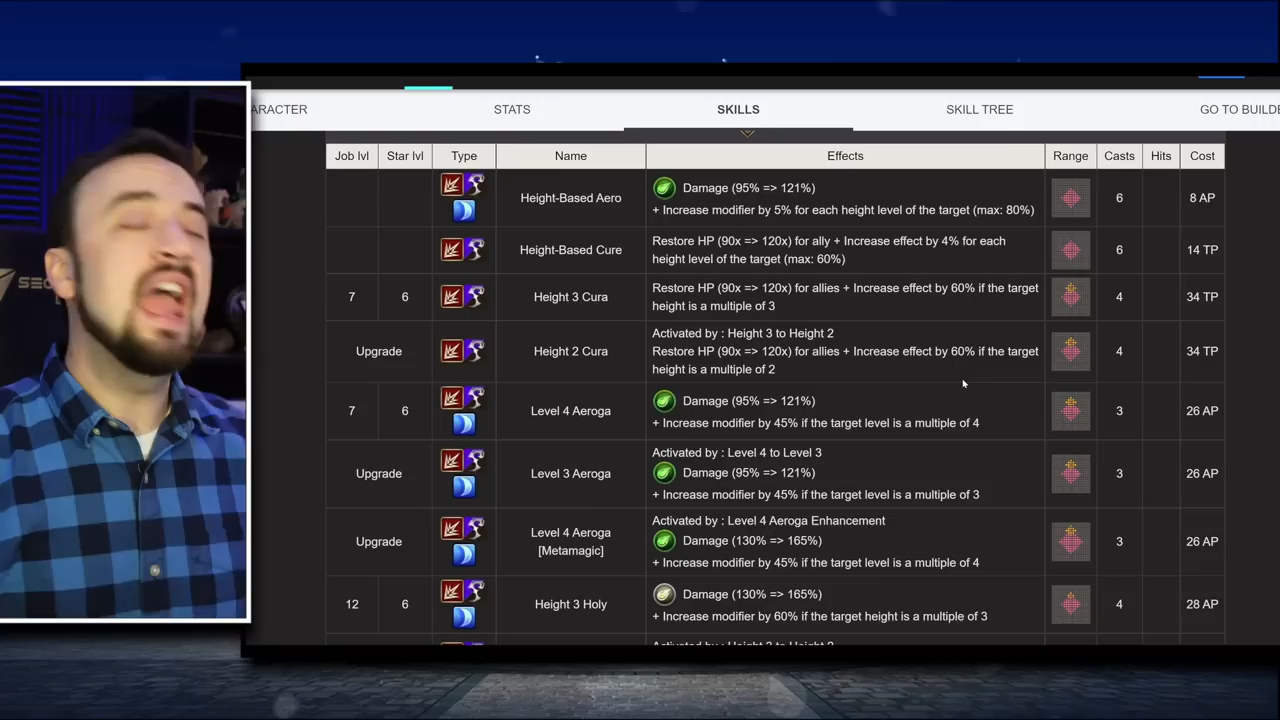 ARACTER STATS SKILLS SKILL TREE GO TO BUILDE
Job lvl Star lvl Type Name Effects Range Casts Hits Cost
Height-Based Aero Damage (95% => 121%) 6 8 AP
+ Increase modifier by 5% for each height level of the target (max: 80%)
Height-Based Cure Restore HP (90x => 120x) for ally + Increase effect by 4% for each 6 14 TP
height level of the target (max: 60%)
7 6 Height 3 Cura Restore HP (90x => 120x) for allies + Increase effect by 60% if the target 4 34 TP
height is a multiple of 3
Activated by : Height 3 to Height 2
Upgrade Height 2 Cura Restore HP (90x => 120x) for allies + Increase effect by 60% if the target 4 34 TP
height is a multiple of 2
7 6 Level 4 Aeroga Damage (95% => 121%) 3 26 AP
+ Increase modifier by 45% if the target level is a multiple of 4
Activated by : Level 4 to Level 3
Upgrade Level 3 Aeroga Damage (95% => 121%) 3 26 AP
+ Increase modifier by 45% if the target level is a multiple of 3
Activated by : Level 4 Aeroga Enhancement
Upgrade Level 4 Aeroga [Metamagic] Damage (130% => 165%) 3 26 AP
+ Increase modifier by 45% if the target level is a multiple of 4
12 6 Height 3 Holy Damage (130% => 165%) 4 28 AP
+ Increase modifier by 60% if the target height is a multiple of 3